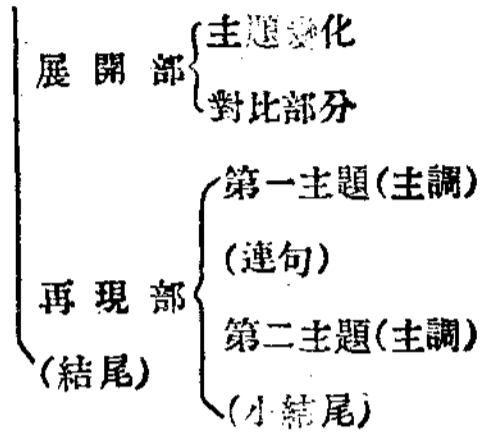 主題變化
展開部
對比部分
第一主題(主調)
(連句)
再現部
第二主題(主調)
(結尾)
(小結尾)